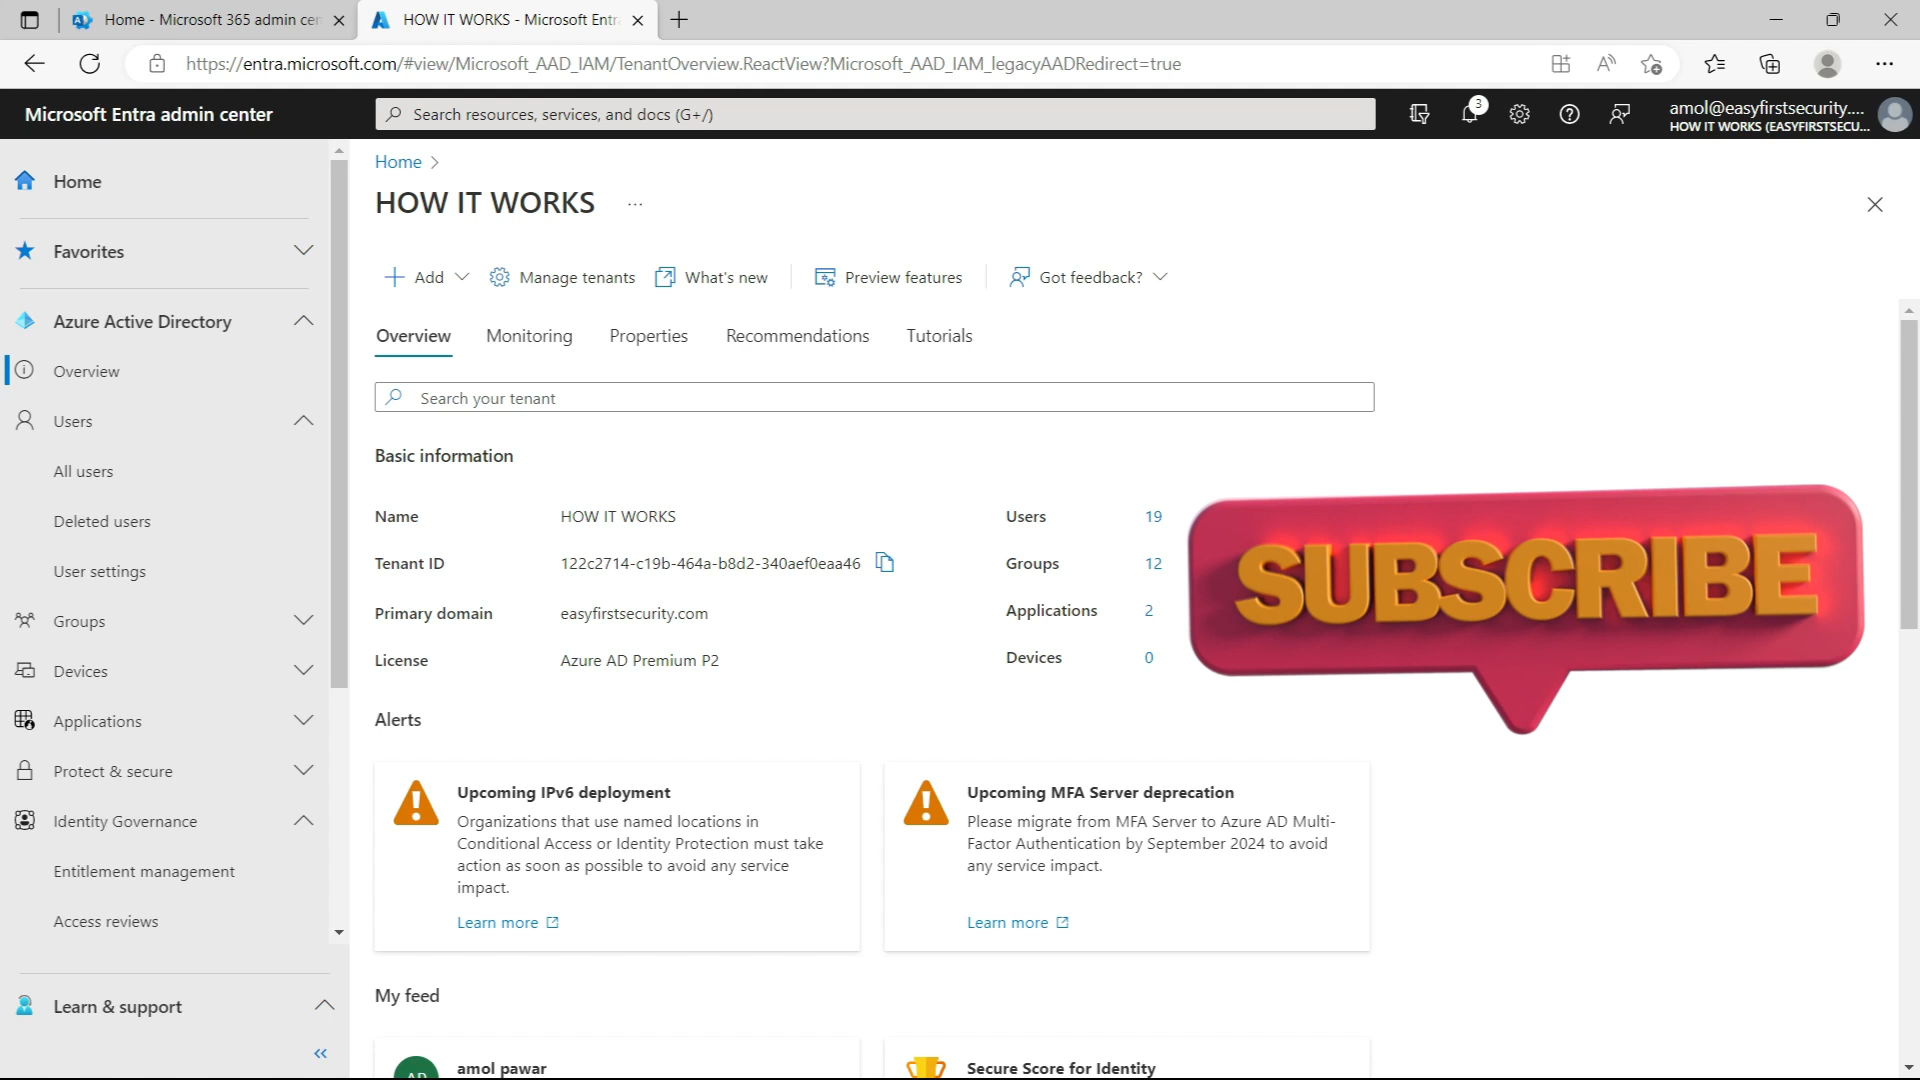 Home - Microsoft 365 admin cen
HOW IT WORKS - Microsoft Entr
https://entra.microsoft.com/#view/Microsoft_AAD_IAM/TenantOverview.ReactView?Microsoft_AAD_IAM_legacyAADRedirect=true
Microsoft Entra admin center
Search resources, services, and docs (G+/)
3
amol@easyfirstsecurity....
HOW IT WORKS (EASYFIRSTSECU...
Home
Favorites
Azure Active Directory
Overview
Users
All users
Deleted users
User settings
Groups
Devices
Applications
Protect & secure
Identity Governance
Entitlement management
Access reviews
Learn & support
Home >
HOW IT WORKS ...
Add
Manage tenants
What's new
Preview features
Got feedback?
Overview
Monitoring
Properties
Recommendations
Tutorials
Search your tenant
Basic information
Name HOW IT WORKS
Tenant ID 122c2714-c19b-464a-b8d2-340aef0eaa46
Primary domain easyfirstsecurity.com
License Azure AD Premium P2
Users 19
Groups 12
Applications 2
Devices 0
SUBSCRIBE
Alerts
Upcoming IPv6 deployment
Organizations that use named locations in
Conditional Access or Identity Protection must take
action as soon as possible to avoid any service
impact.
Learn more
Upcoming MFA Server deprecation
Please migrate from MFA Server to Azure AD Multi-
Factor Authentication by September 2024 to avoid
any service impact.
Learn more
My feed
AP
amol pawar
Secure Score for Identity